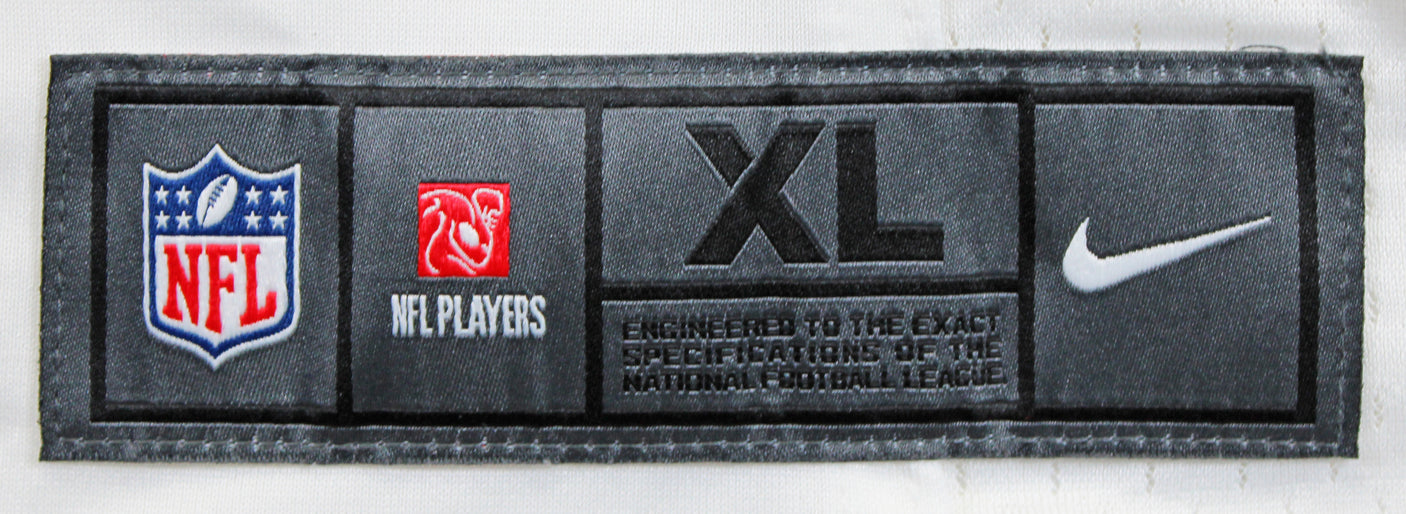 NFL
NFL PLAYERS
XL
ENGINEERED TO THE EXACT
SPECIFICATIONS OF THE
NATIONAL FOOTBALL LEAGUE.